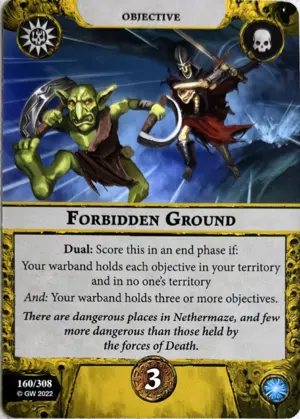 OBJECTIVE
FORBIDDEN GROUND
Dual: Score this in an end phase if:
Your warband holds each objective in your territory
and in no one's territory
And: Your warband holds three or more objectives.
There are dangerous places in Nethermaze, and few
more dangerous than those held by
the forces of Death.
160/308
© GW 2022
3